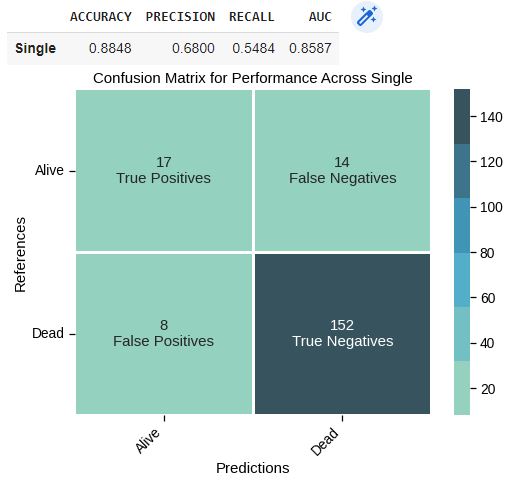 ACCURACY PRECISION RECALL AUC
Single 0.8848 0.6800 0.5484 0.8587
Confusion Matrix for Performance Across Single
Alive
17
True Positives
14
False Negatives
Dead
8
False Positives
152
True Negatives
References
Alive
Dead
Predictions
140
120
100
80
60
40
20